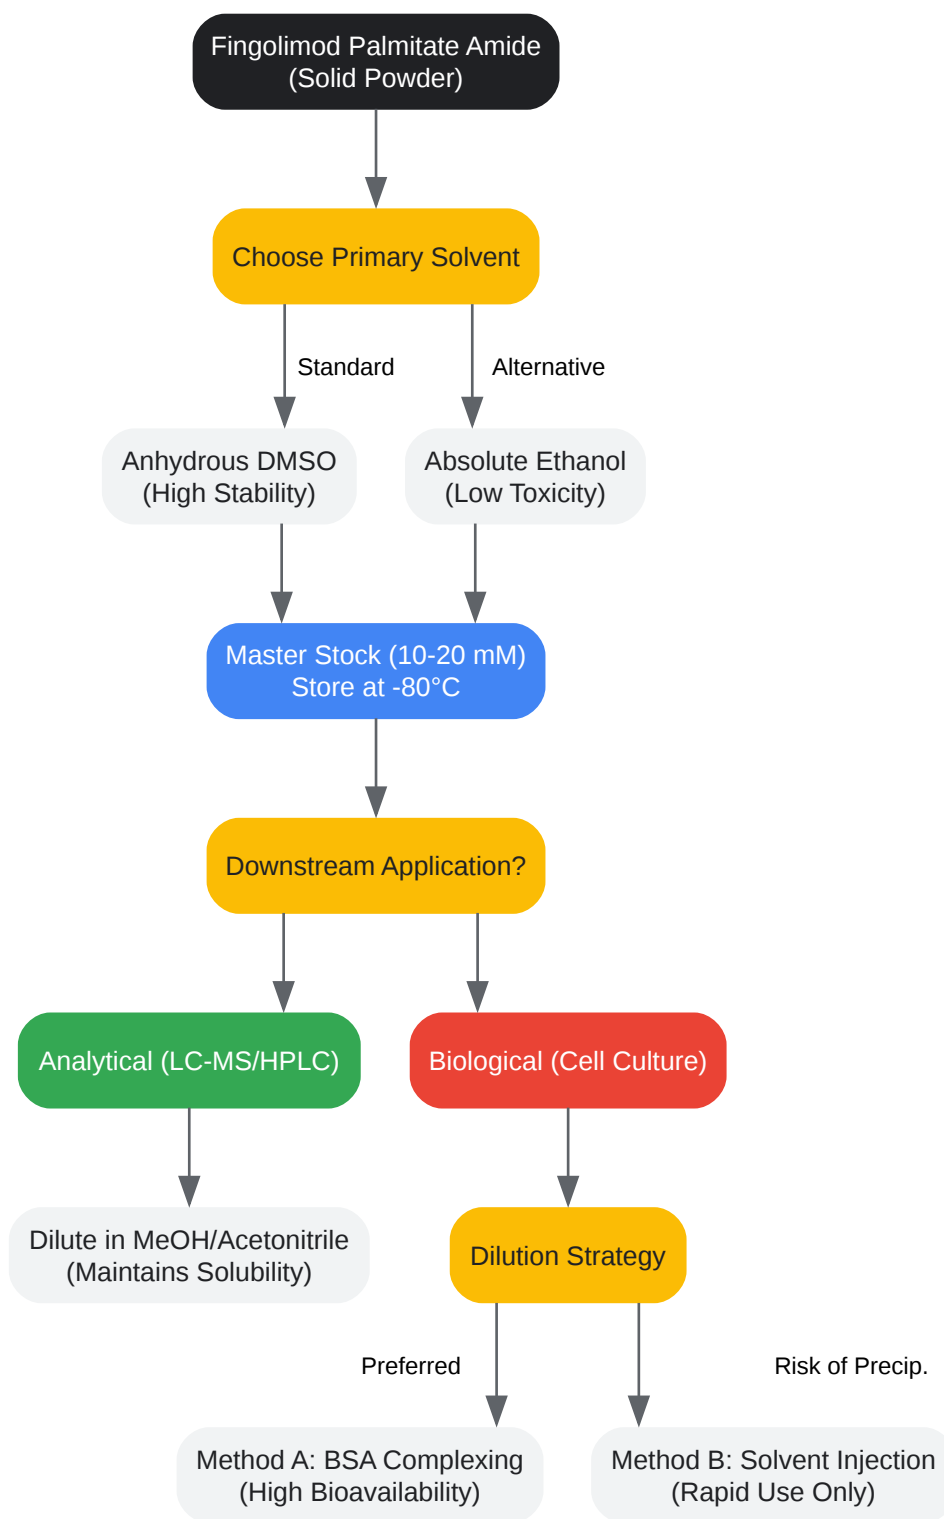 Fingolimod Palmitate Amide
(Solid Powder)
Choose Primary Solvent
Standard
Alternative
Anhydrous DMSO
(High Stability)
Absolute Ethanol
(Low Toxicity)
Master Stock (10-20 mM)
Store at -80°C
Downstream Application?
Analytical (LC-MS/HPLC)
Biological (Cell Culture)
Dilute in MeOH/Acetonitrile
(Maintains Solubility)
Dilution Strategy
Preferred
Risk of Precip.
Method A: BSA Complexing
(High Bioavailability)
Method B: Solvent Injection
(Rapid Use Only)